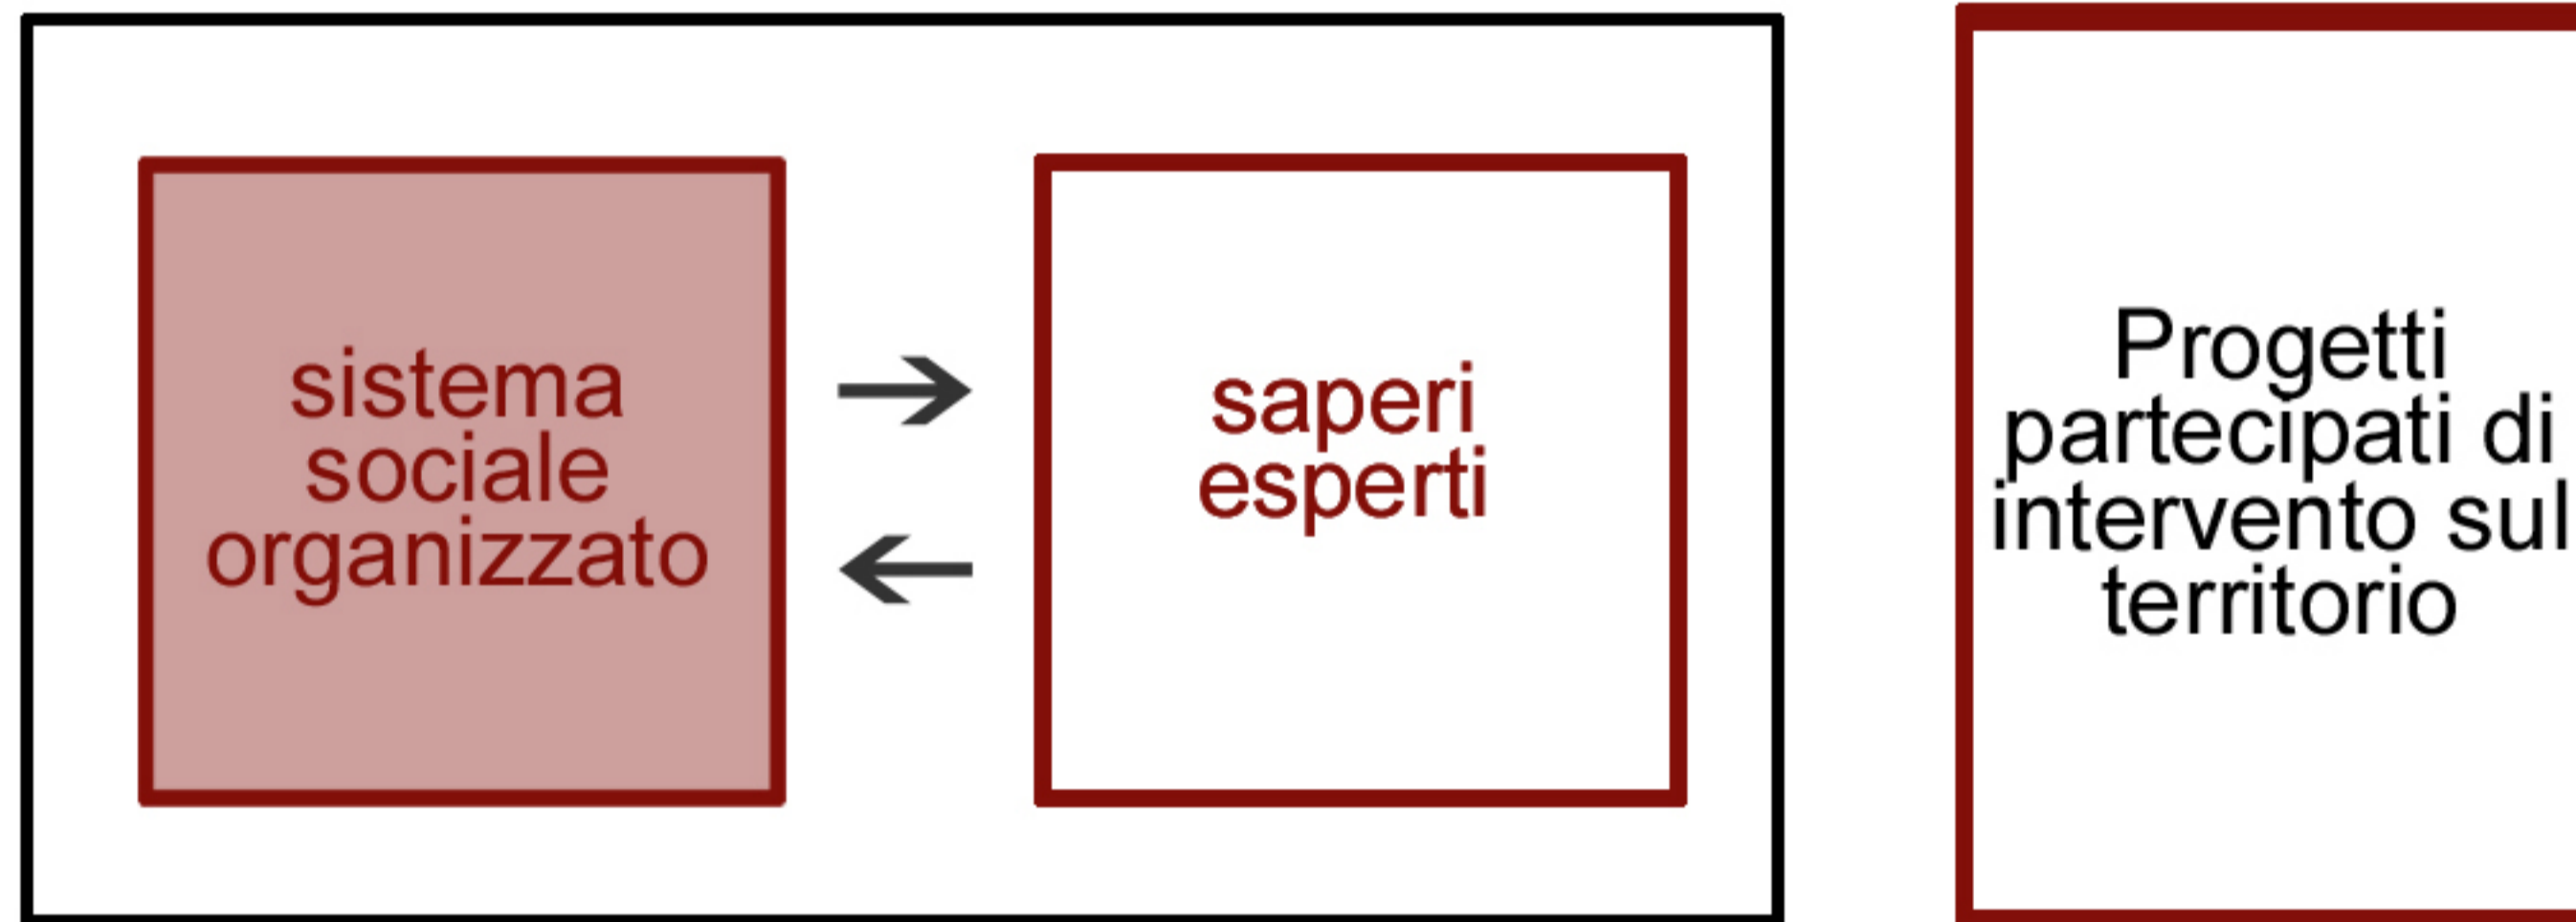 sistema
sociale
organizzato
saperi
esperti
Progetti
partecipati di
intervento sul
territorio